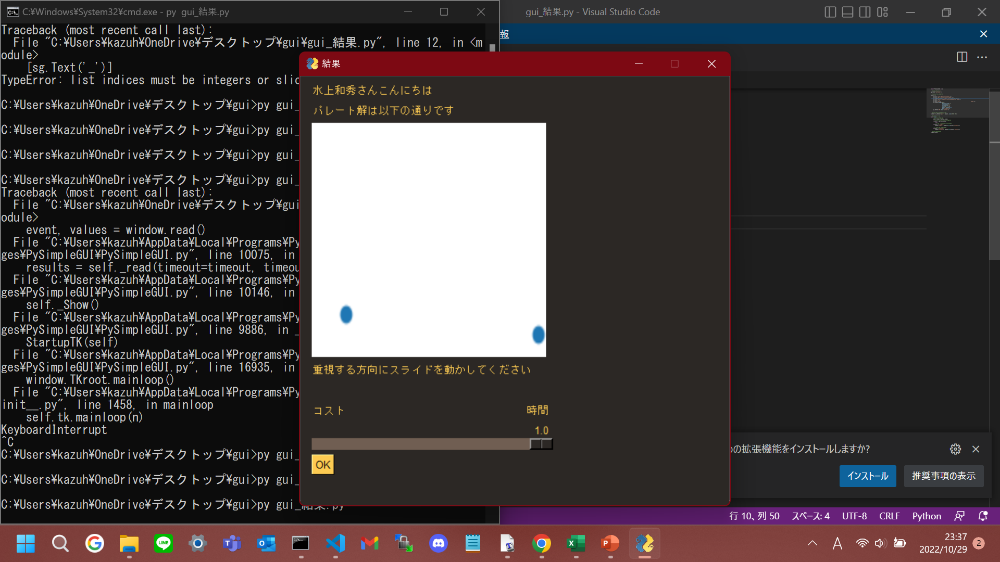 C:¥Windows¥System32¥cmd.exe - py gui_結果.py
Traceback (most recent call last):
File "C:¥Users¥kazuh¥OneDrive¥デスクトップ¥gui¥gui_結果.py", line 12, in <m
odule>
[sg.Text('_')]
TypeError: list indices must be integers or slic
C:¥Users¥kazuh¥OneDrive¥デスクトップ¥gui>py gui_
C:¥Users¥kazuh¥OneDrive¥デスクトップ¥gui>py gui_
C:¥Users¥kazuh¥OneDrive¥デスクトップ¥gui>py gui_
C:¥Users¥kazuh¥OneDrive¥デスクトップ¥gui>py gui_
Traceback (most recent call last):
File "C:¥Users¥kazuh¥OneDrive¥デスクトップ¥gui
odule>
event, values = window.read()
File "C:¥Users¥kazuh¥AppData¥Local¥Programs¥Py
ges¥PySimpleGUI¥PySimpleGUI.py", line 10075, in
results = self._read(timeout=timeout, timeou
File "C:¥Users¥kazuh¥AppData¥Local¥Programs¥Py
ges¥PySimpleGUI¥PySimpleGUI.py", line 10146, in
self._Show()
File "C:¥Users¥kazuh¥AppData¥Local¥Programs¥Py
ges¥PySimpleGUI¥PySimpleGUI.py", line 9886, in _
StartupTK(self)
File "C:¥Users¥kazuh¥AppData¥Local¥Programs¥Py
ges¥PySimpleGUI¥PySimpleGUI.py", line 16935, in
window.TKroot.mainloop()
File "C:¥Users¥kazuh¥AppData¥Local¥Programs¥Py
init__.py", line 1458, in mainloop
self.tk.mainloop(n)
KeyboardInterrupt
^C
C:¥Users¥kazuh¥OneDrive¥デスクトップ¥gui>py gui_
C:¥Users¥kazuh¥OneDrive¥デスクトップ¥gui>py gui_
C:¥Users¥kazuh¥OneDrive¥デスクトップ¥gui>py gui_結果.py
gui_結果.py - Visual Studio Code
報
結果
水上和秀さんこんにちは
パレート解は以下の通りです
重視する方向にスライドを動かしてください
コスト 時間
1.0
OK
の拡張機能をインストールしますか?
インストール 推奨事項の表示
行 10、列 50 スペース: 4 UTF-8 CRLF Python
LINE
A 23:37
2022/10/29 2